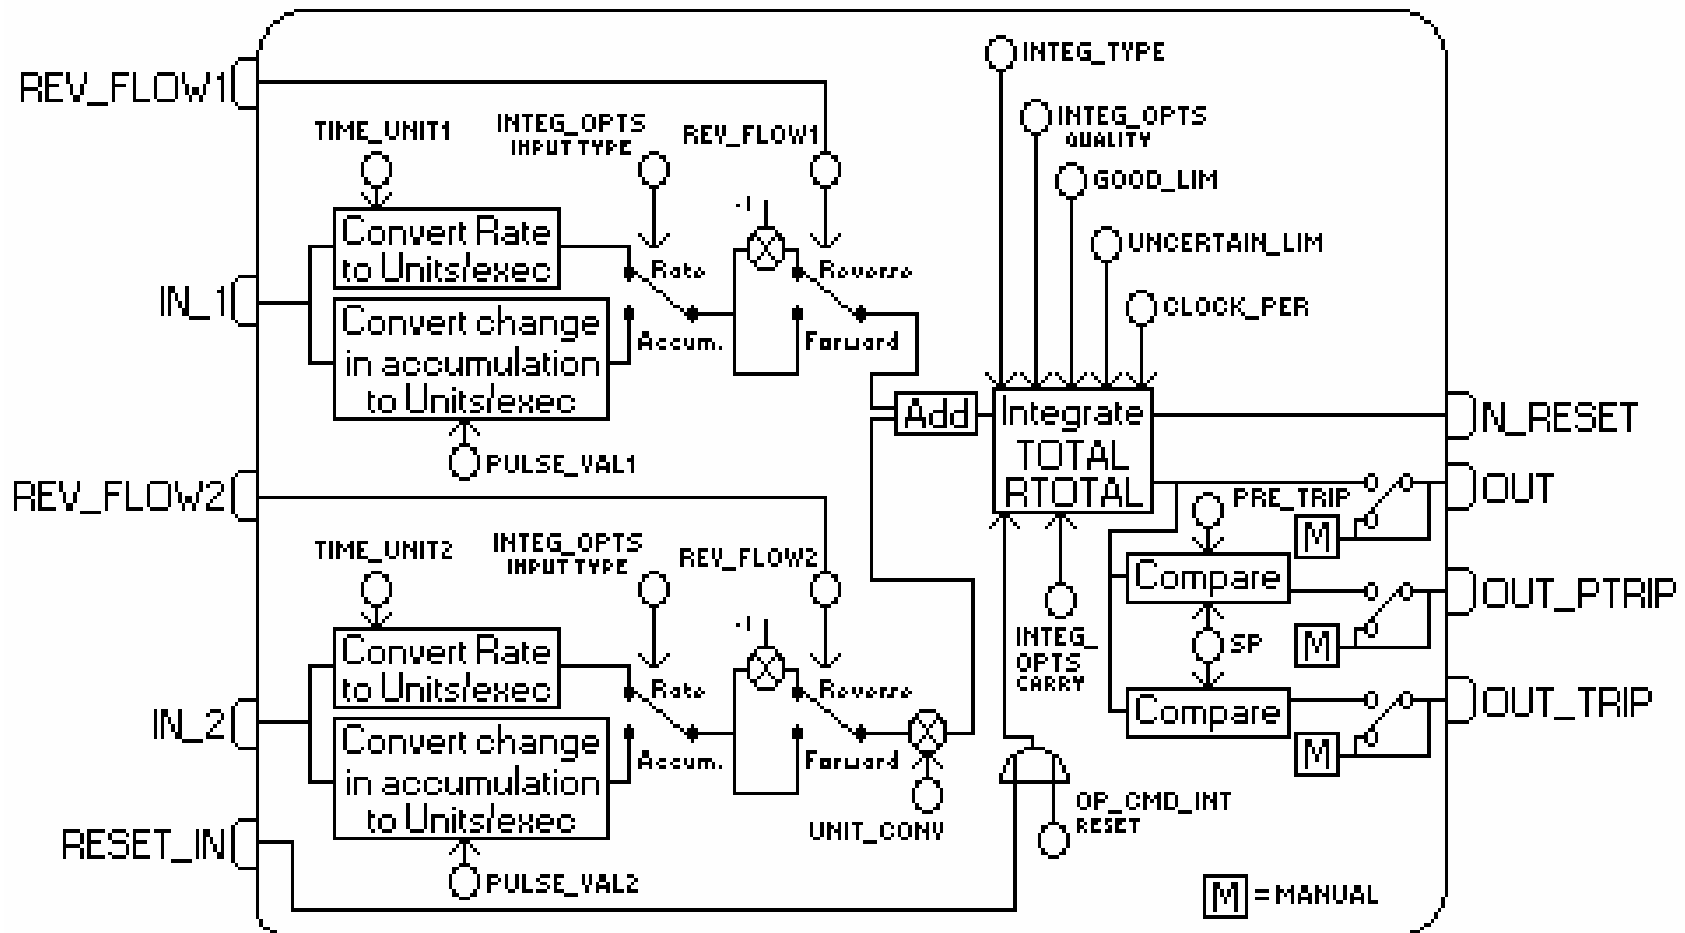 INTEG_TYPE
REV_FLOW1
INTEG_OPTS
QUALITY
TIME_UNIT1
INTEG_OPTS
INPUT TYPE
REV_FLOW1
GOOD_LIM
-1
Convert Rate
to Units/exec
UNCERTAIN_LIM
Rate
Reverse
IN_1
CLOCK_PER
Convert change
in accumulation
to Units/exec
Accum.
Forward
Add
Integrate
TOTAL
RTOTAL
N_RESET
PULSE_VAL1
REV_FLOW2
PRE_TRIP
OUT
M
TIME_UNIT2
INTEG_OPTS
INPUT TYPE
REV_FLOW2
Compare
OUT_PTRIP
-1
INTEG_
OPTS
CARRY
SP
M
Convert Rate
to Units/exec
Rate
Reverse
IN_2
Compare
OUT_TRIP
M
Convert change
in accumulation
to Units/exec
Accum.
Forward
UNIT_CONV
OP_CMD_INT
RESET
RESET_IN
PULSE_VAL2
M = MANUAL